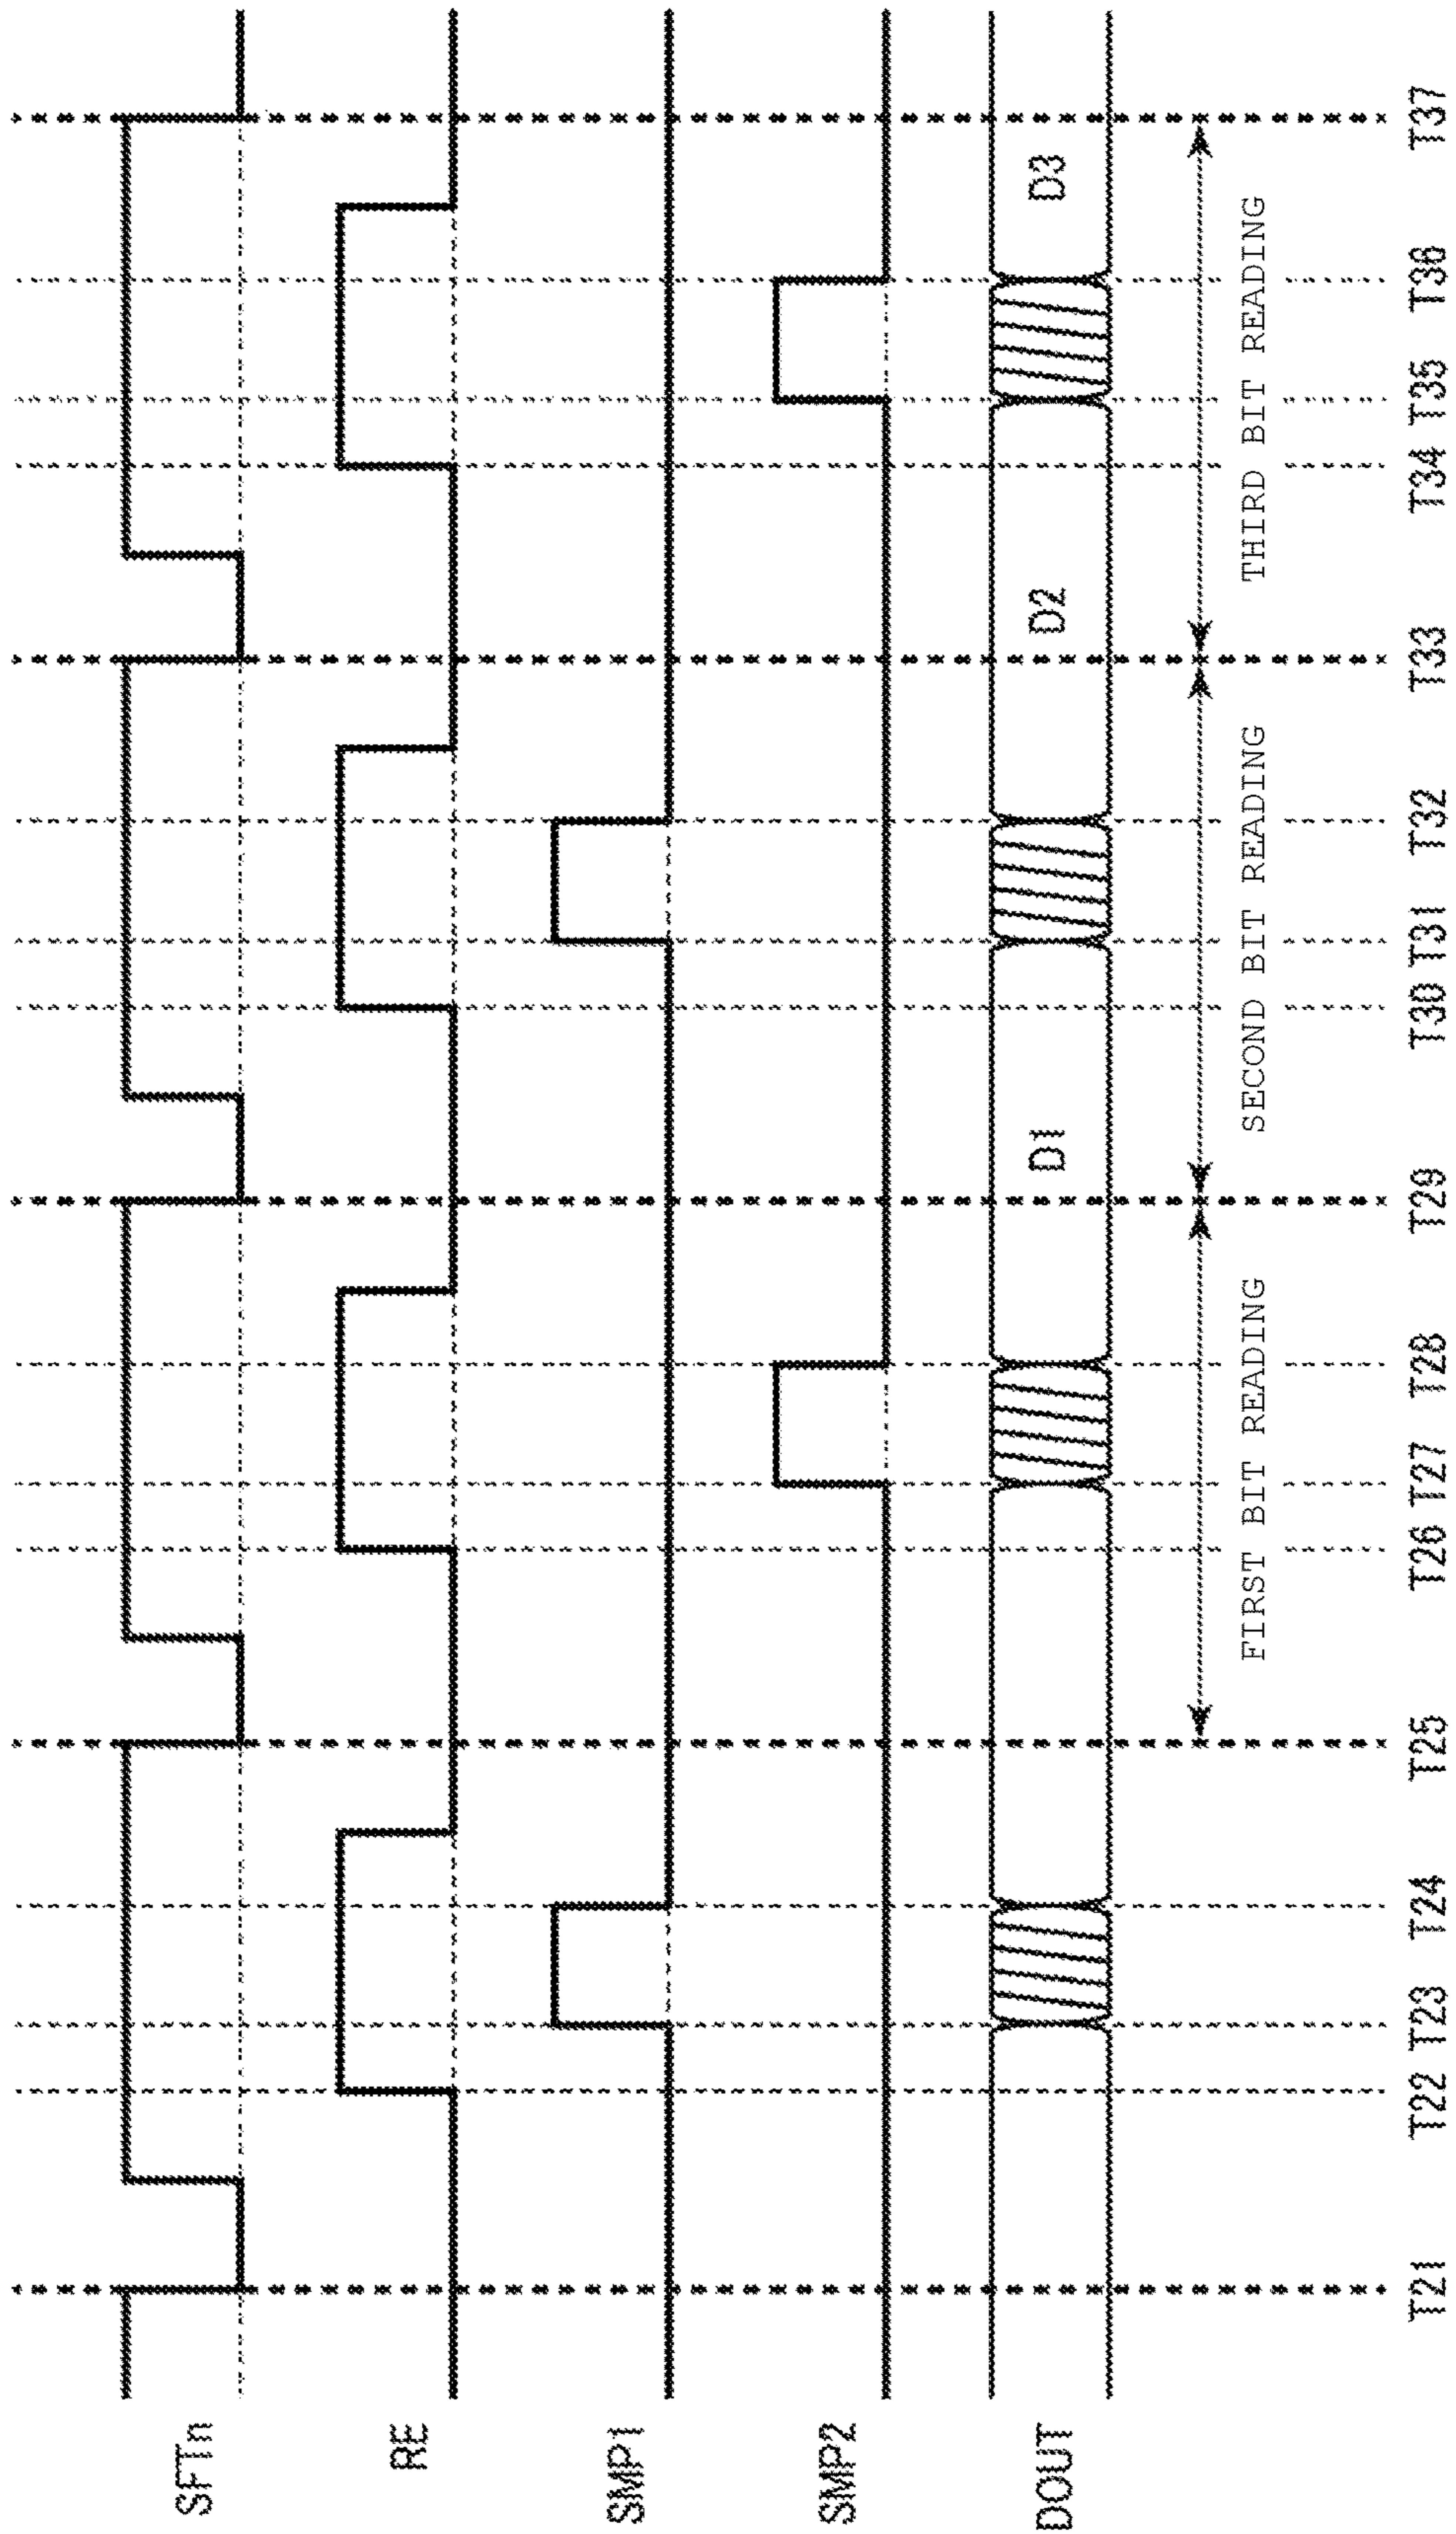 SFTn
RE
SMP1
SMP2
DOUT
D1
D2
D3
FIRST BIT READING
SECOND BIT READING
THIRD BIT READING
T21
T22
T23
T24
T25
T26
T27
T28
T29
T30
T31
T32
T33
T34
T35
T36
T37